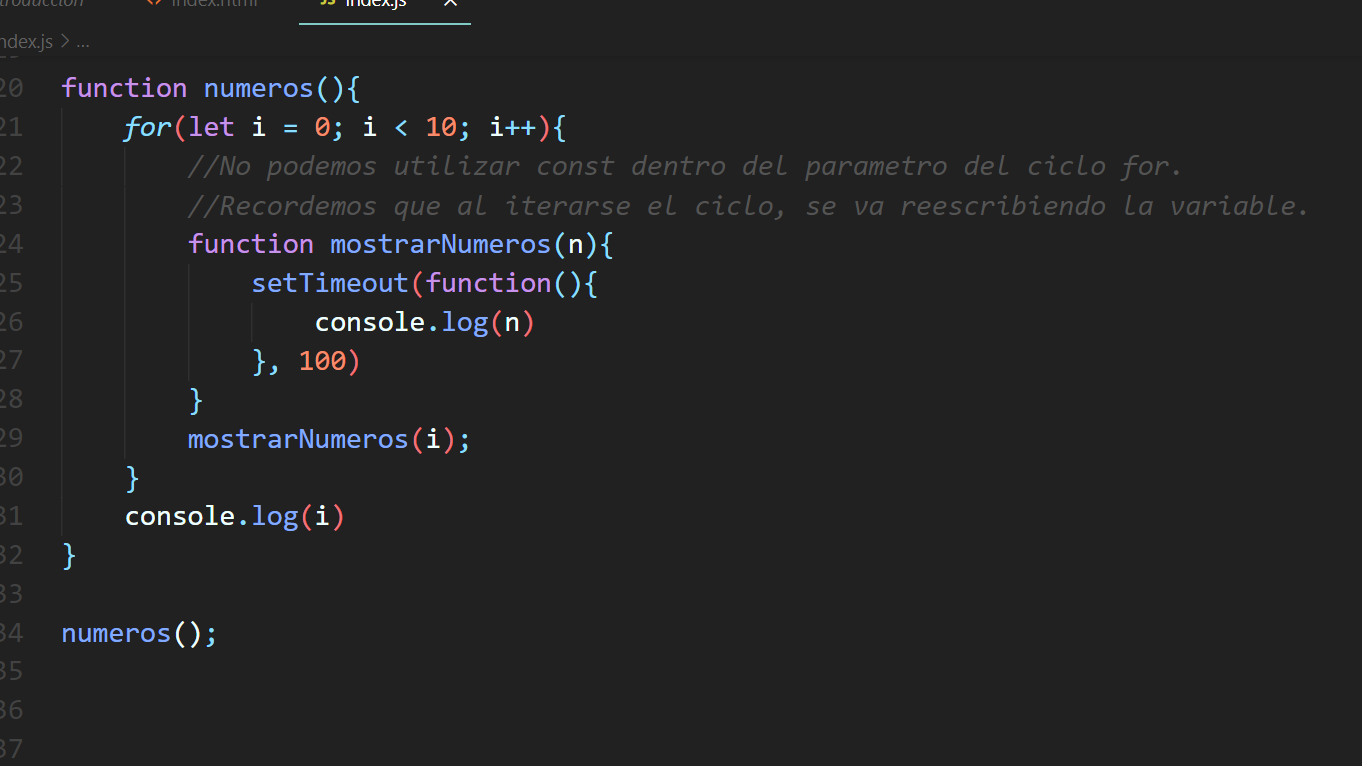 index.html
JS index.js ×
index.js > ...
20 function numeros(){
21 for(let i = 0; i < 10; i++){
22 //No podemos utilizar const dentro del parametro del ciclo for.
23 //Recordemos que al iterarse el ciclo, se va reescribiendo la variable.
24 function mostrarNumeros(n){
25 setTimeout(function(){
26 console.log(n)
27 }, 100)
28 }
29 mostrarNumeros(i);
30 }
31 console.log(i)
32 }
33
34 numeros();
35
36
37